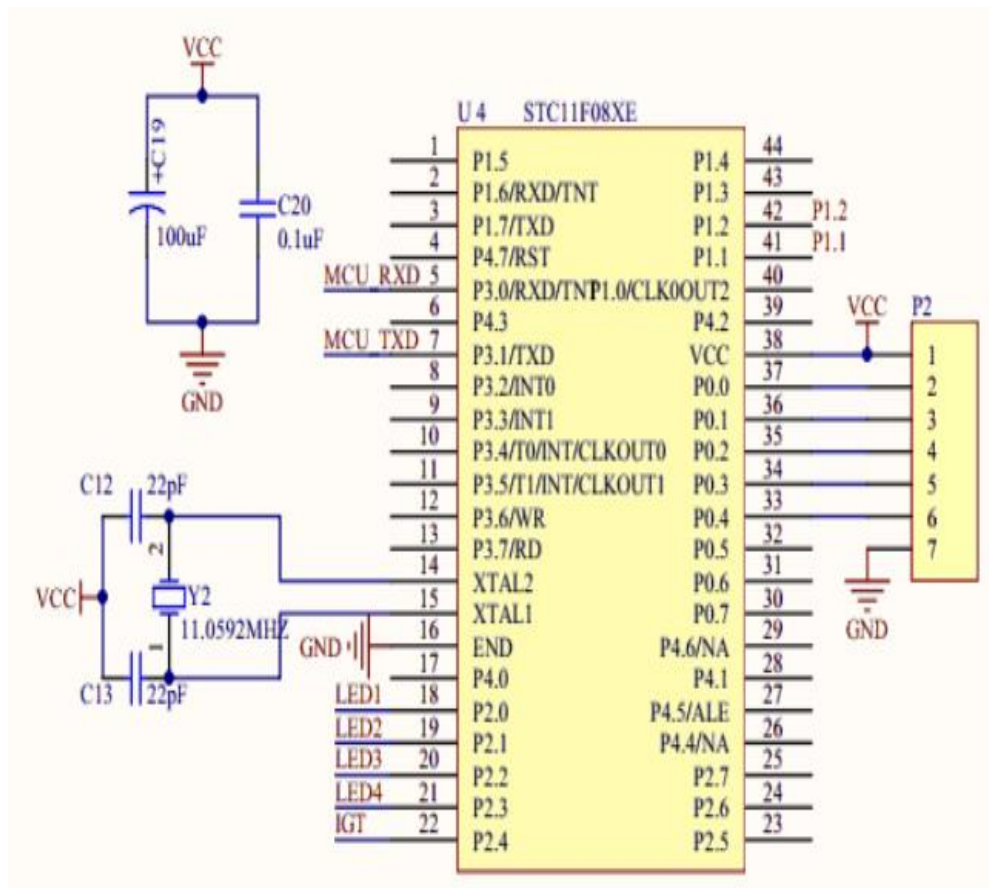 VCC
+C19
100uF
C20
0.1uF
GND
U4 STC11F08XE
1 P1.5 P1.4 44
2 P1.6/RXD/TNT P1.3 43
3 P1.7/TXD P1.2 42 P1.2
4 P4.7/RST P1.1 41 P1.1
MCU_RXD 5 P3.0/RXD/TNT P1.0/CLK0OUT2 40
6 P4.3 P4.2 39
MCU_TXD 7 P3.1/TXD VCC 38
8 P3.2/INT0 P0.0 37
9 P3.3/INT1 P0.1 36
10 P3.4/T0/INT/CLKOUT0 P0.2 35
11 P3.5/T1/INT/CLKOUT1 P0.3 34
12 P3.6/WR P0.4 33
13 P3.7/RD P0.5 32
14 XTAL2 P0.6 31
15 XTAL1 P0.7 30
GND 16 END P4.6/NA 29
17 P4.0 P4.1 28
LED1 18 P2.0 P4.5/ALE 27
LED2 19 P2.1 P4.4/NA 26
LED3 20 P2.2 P2.7 25
LED4 21 P2.3 P2.6 24
IGT 22 P2.4 P2.5 23
VCC P2
1
2
3
4
5
6
7
GND
C12 22pF
2
VCC
Y2
11.0592MHZ
1
C13 22pF